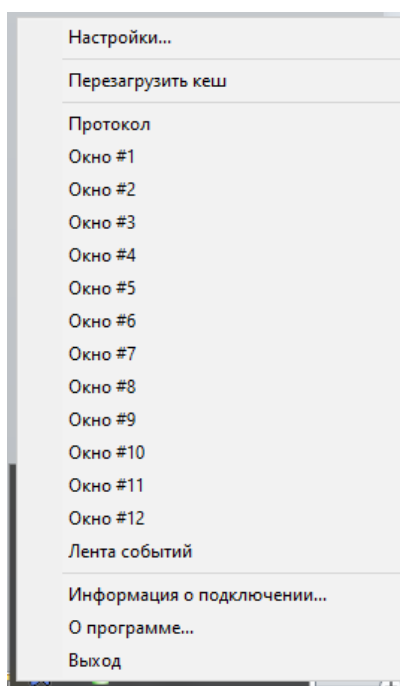 Настройки...
Перезагрузить кеш
Протокол
Окно #1
Окно #2
Окно #3
Окно #4
Окно #5
Окно #6
Окно #7
Окно #8
Окно #9
Окно #10
Окно #11
Окно #12
Лента событий
Информация о подключении...
О программе...
Выход